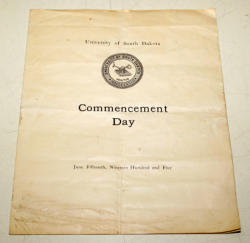 University of South Dakota
Commencement
Day
June Fifteenth, Nineteen Hundred and Five